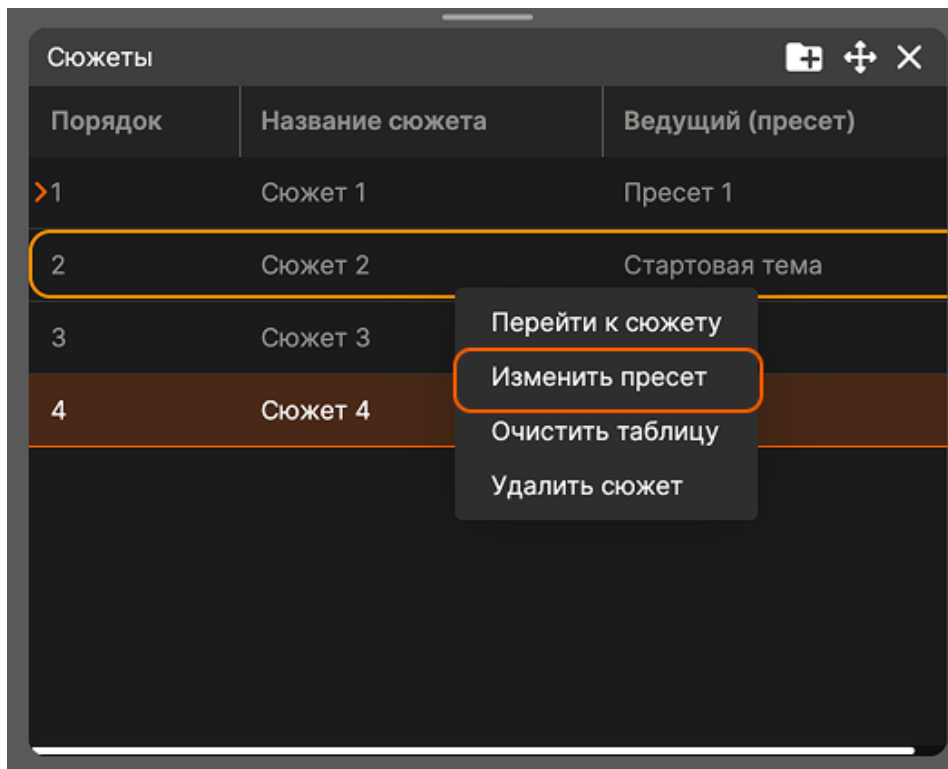 Сюжеты
Порядок Название сюжета Ведущий (пресет)
1 Сюжет 1 Пресет 1
2 Сюжет 2 Стартовая тема
3 Сюжет 3
4 Сюжет 4
Перейти к сюжету
Изменить пресет
Очистить таблицу
Удалить сюжет